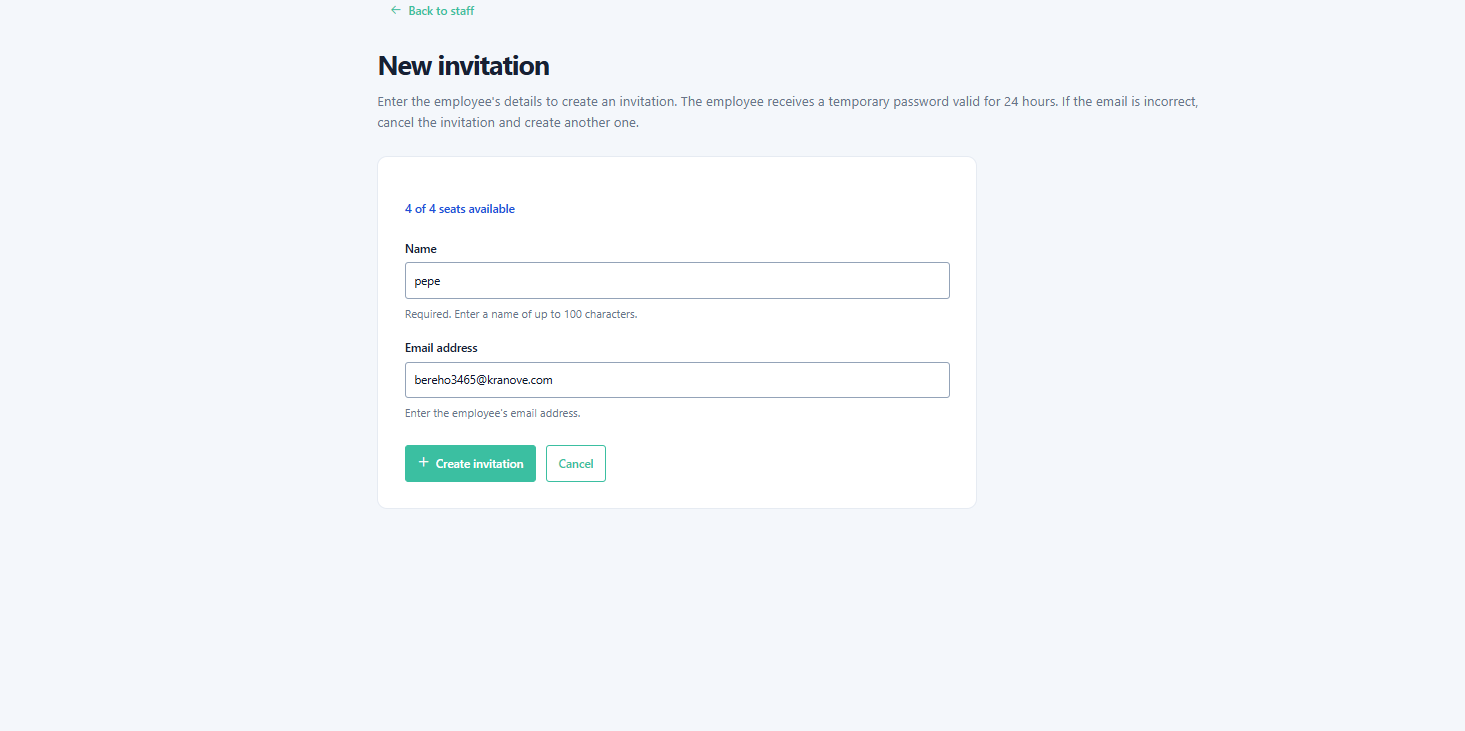 ← Back to staff
New invitation
Enter the employee's details to create an invitation. The employee receives a temporary password valid for 24 hours. If the email is incorrect,
cancel the invitation and create another one.
4 of 4 seats available
Name
pepe
Required. Enter a name of up to 100 characters.
Email address
bereho3465@kranove.com
Enter the employee's email address.
+ Create invitation Cancel